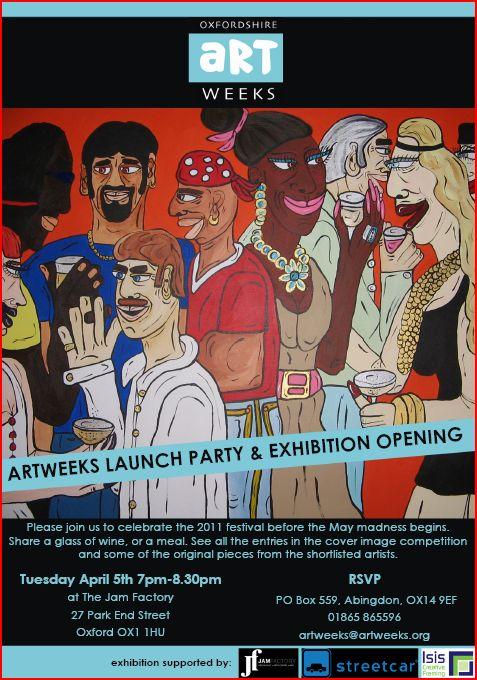 OXFORDSHIRE
ART
WEEKS
ARTWEEKS LAUNCH PARTY & EXHIBITION OPENING
Please join us to celebrate the 2011 festival before the May madness begins.
Share a glass of wine, or a meal. See all the entries in the cover image competition
and some of the original pieces from the shortlisted artists.
Tuesday April 5th 7pm-8.30pm
at The Jam Factory
27 Park End Street
Oxford OX1 1HU
RSVP
PO Box 559, Abingdon, OX14 9EF
01865 865596
artweeks@artweeks.org
exhibition supported by:
jf JAMFACTORY
streetcar
Isis
Creative
Framing